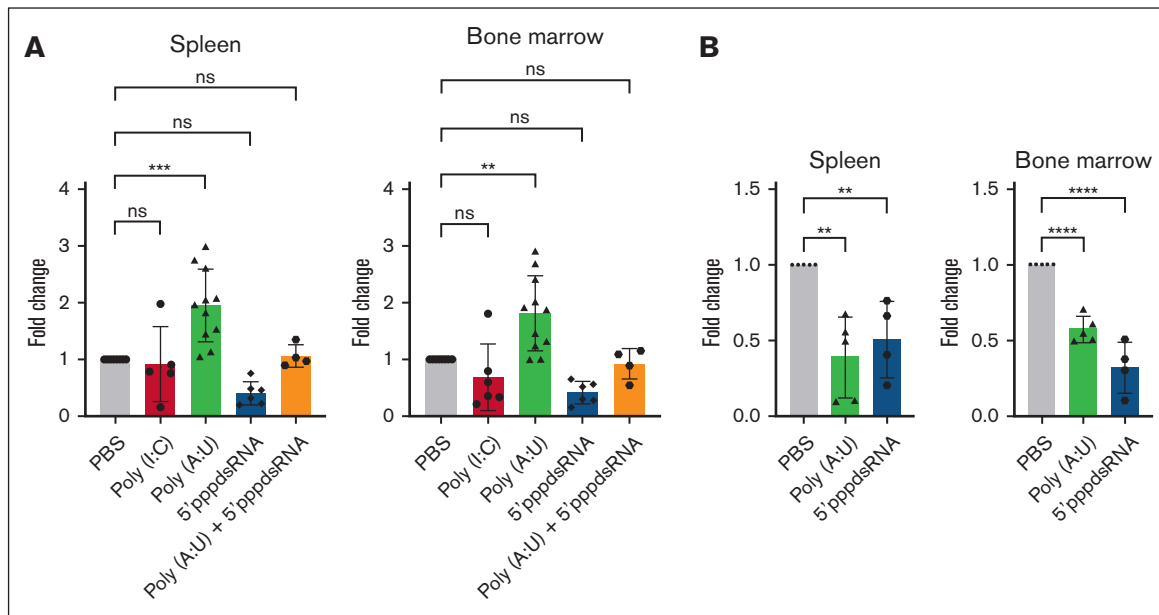 A
Spleen
ns
ns
***
ns
Fold change
4
3
2
1
0
PBS
Poly (I:C)
Poly (A:U)
5'pppdsRNA
Poly (A:U) + 5'pppdsRNA
Bone marrow
ns
ns
**
ns
Fold change
4
3
2
1
0
PBS
Poly (I:C)
Poly (A:U)
5'pppdsRNA
Poly (A:U) + 5'pppdsRNA
B
Spleen
**
**
Fold change
1.5
1.0
0.5
0.0
PBS
Poly (A:U)
5'pppdsRNA
Bone marrow
****
****
Fold change
1.5
1.0
0.5
0.0
PBS
Poly (A:U)
5'pppdsRNA